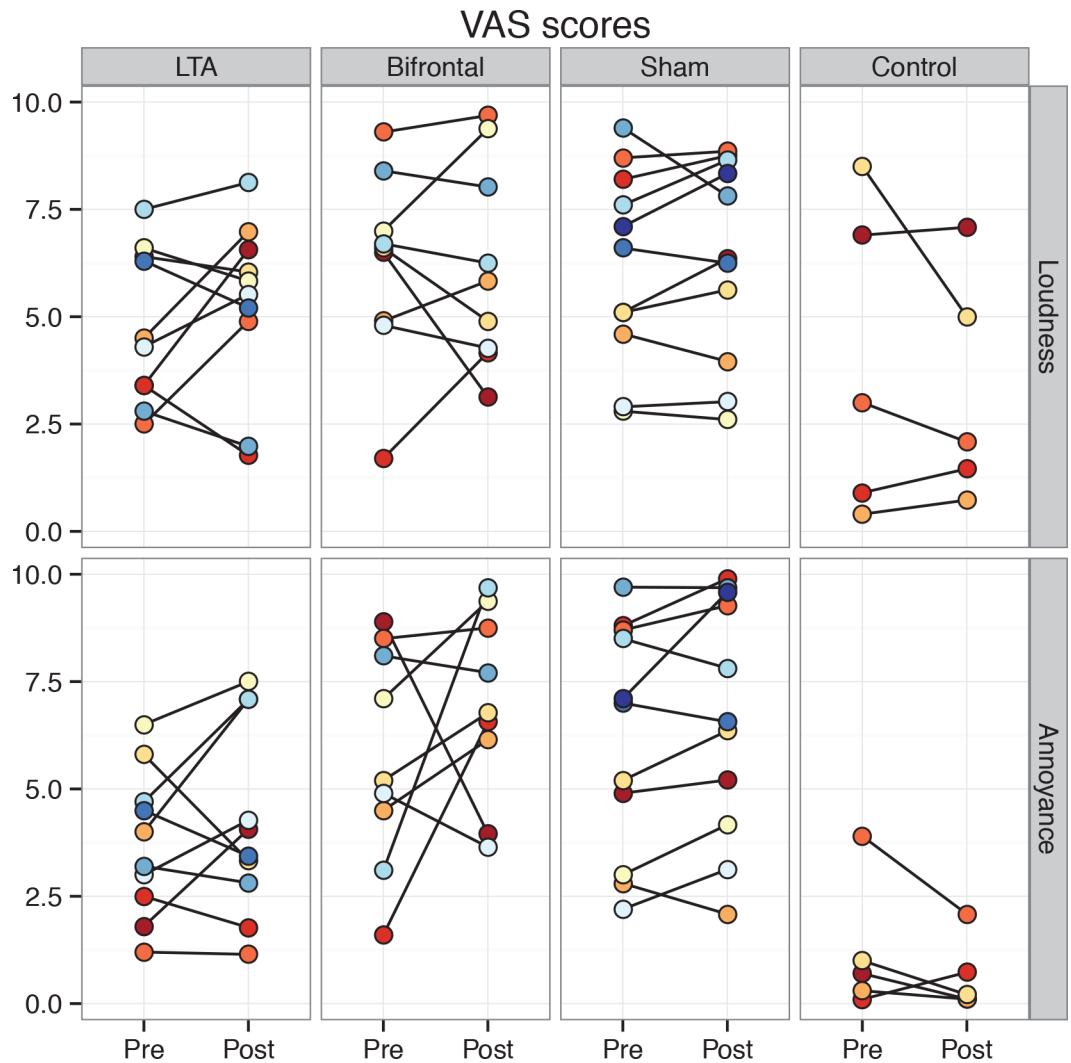 VAS scores
LTA Bifrontal Sham Control
10.0
7.5
5.0
2.5
0.0
Loudness
10.0
7.5
5.0
2.5
0.0
Annoyance
Pre Post Pre Post Pre Post Pre Post